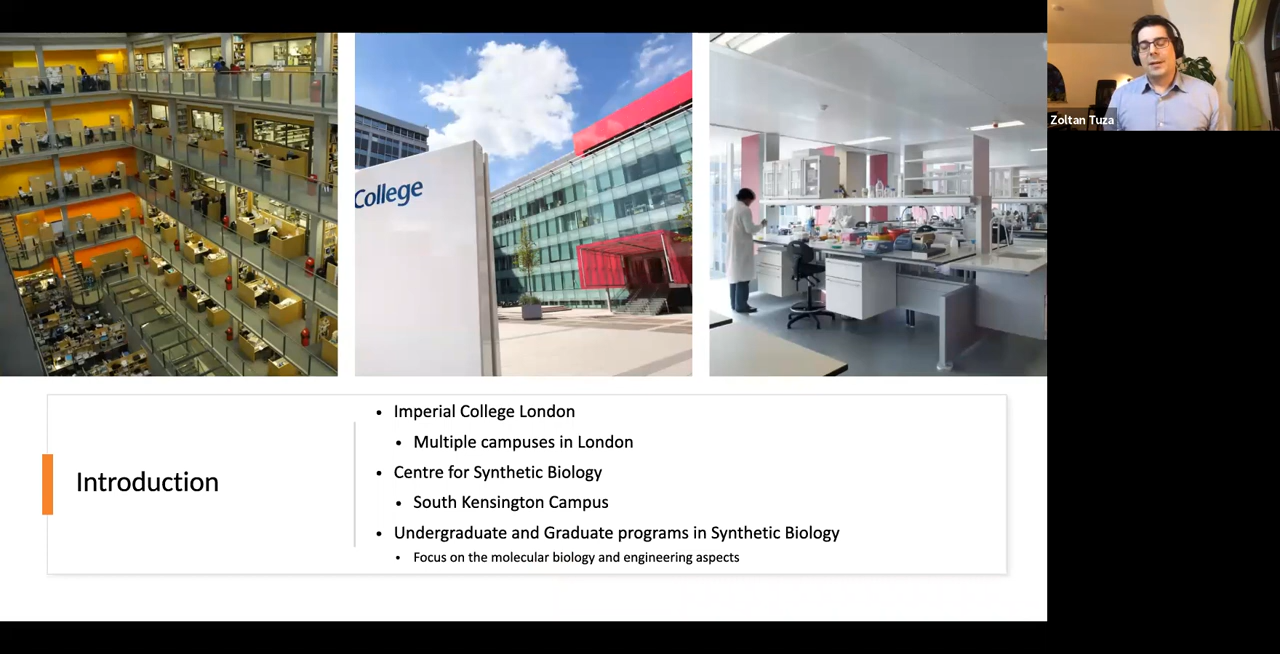 College
Zoltan Tuza
Introduction
• Imperial College London
• Multiple campuses in London
• Centre for Synthetic Biology
• South Kensington Campus
• Undergraduate and Graduate programs in Synthetic Biology
• Focus on the molecular biology and engineering aspects